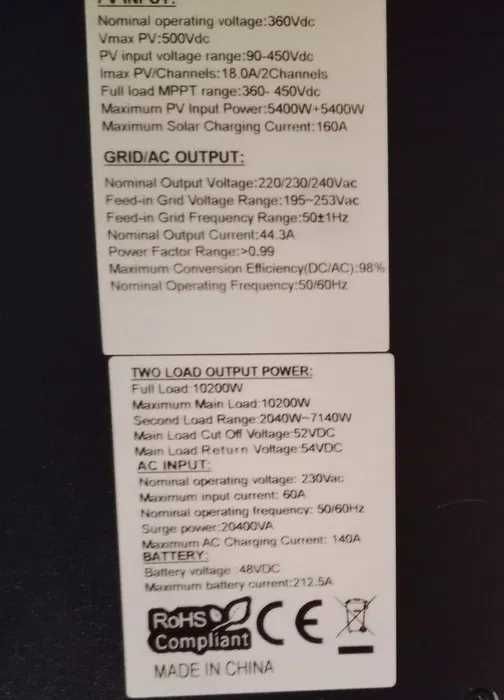 PV INPUT:
Nominal operating voltage:360Vdc
Vmax PV:500Vdc
PV input voltage range:90-450Vdc
Imax PV/Channels:18.0A/2Channels
Full load MPPT range:360- 450Vdc
Maximum PV Input Power:5400W+5400W
Maximum Solar Charging Current:160A
GRID/AC OUTPUT:
Nominal Output Voltage:220/230/240Vac
Feed-in Grid Voltage Range:195~253Vac
Feed-in Grid Frequency Range:50±1Hz
Nominal Output Current:44.3A
Power Factor Range:>0.99
Maximum Conversion Efficiency(DC/AC):98%
Nominal Operating Frequency:50/60Hz
TWO LOAD OUTPUT POWER:
Full Load:10200W
Maximum Main Load:10200W
Second Load Range:2040W~7140W
Main Load Cut Off Voltage:52VDC
Main Load Return Voltage:54VDC
AC INPUT:
Nominal operating voltage: 230Vac
Maximum input current: 60A
Nominal operating frequency: 50/60Hz
Surge power:20400VA
Maximum AC Charging Current: 140A
BATTERY:
Battery voltage :48VDC
Maximum battery current:212.5A
RoHS
Compliant
CE
MADE IN CHINA